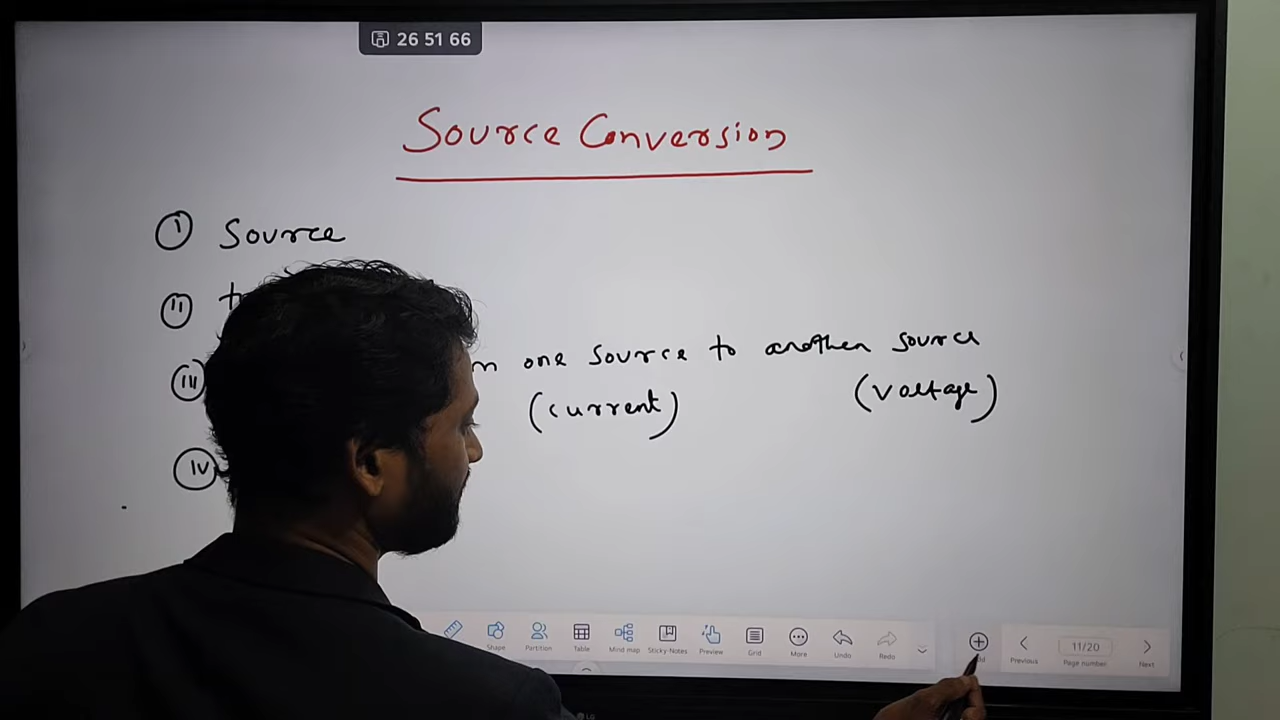 26 51 66
Source Conversion
I Source
II
III one source to another source
(current) (voltage)
IV
Shape Partition Table Mind map Sticky-Notes Preview Grid More Undo Redo Previous 11/20 Page number Next
LG